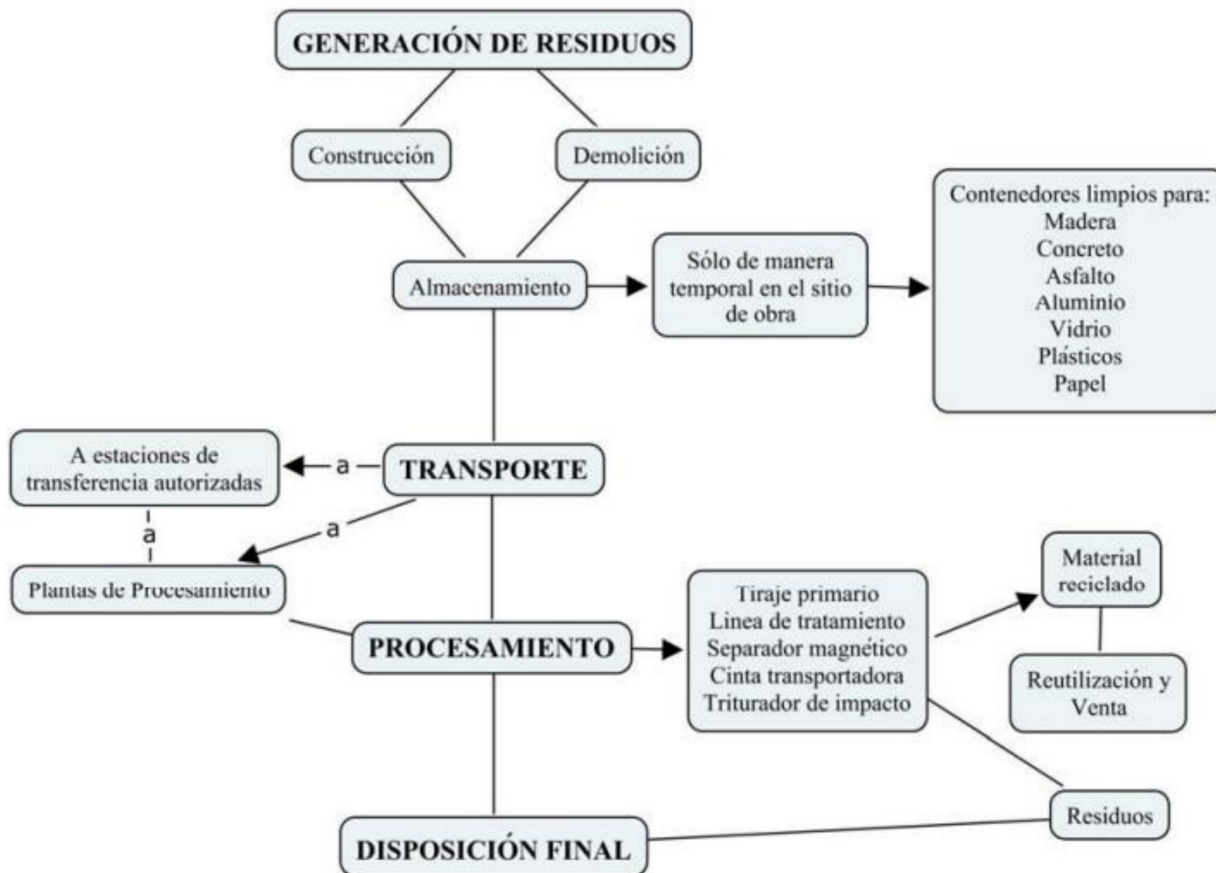 GENERACIÓN DE RESIDUOS
Construcción
Demolición
Almacenamiento
Sólo de manera
temporal en el sitio
de obra
Contenedores limpios para:
Madera
Concreto
Asfalto
Aluminio
Vidrio
Plásticos
Papel
A estaciones de
transferencia autorizadas
a
TRANSPORTE
a
a
Plantas de Procesamiento
PROCESAMIENTO
Tiraje primario
Linea de tratamiento
Separador magnético
Cinta transportadora
Triturador de impacto
Material
reciclado
Reutilización y
Venta
Residuos
DISPOSICIÓN FINAL